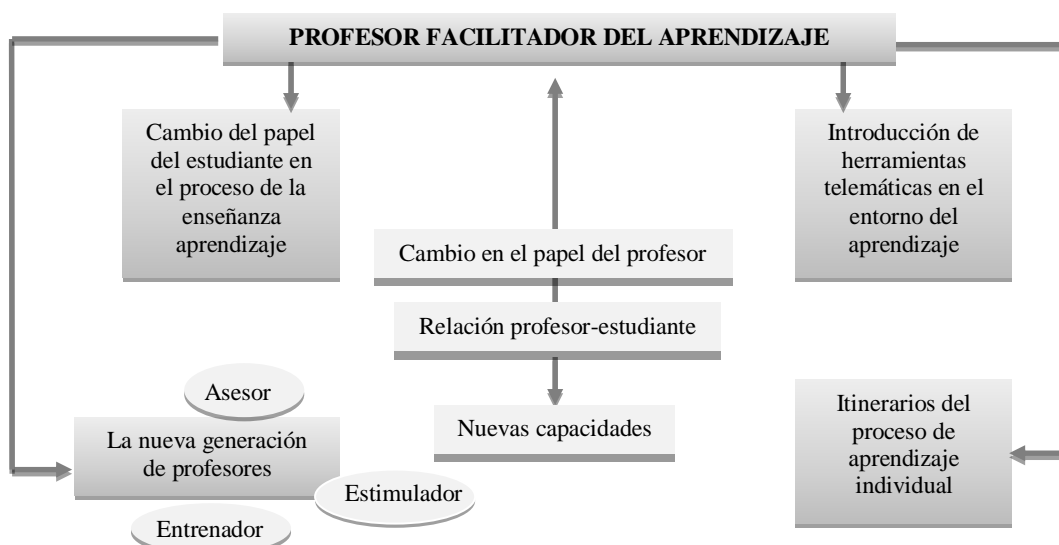 PROFESOR FACILITADOR DEL APRENDIZAJE
Cambio del papel
del estudiante en
el proceso de la
enseñanza
aprendizaje
Introducción de
herramientas
telemáticas en el
entorno del
aprendizaje
Cambio en el papel del profesor
Relación profesor-estudiante
Nuevas capacidades
Asesor
La nueva generación
de profesores
Estimulador
Entrenador
Itinerarios del
proceso de
aprendizaje
individual